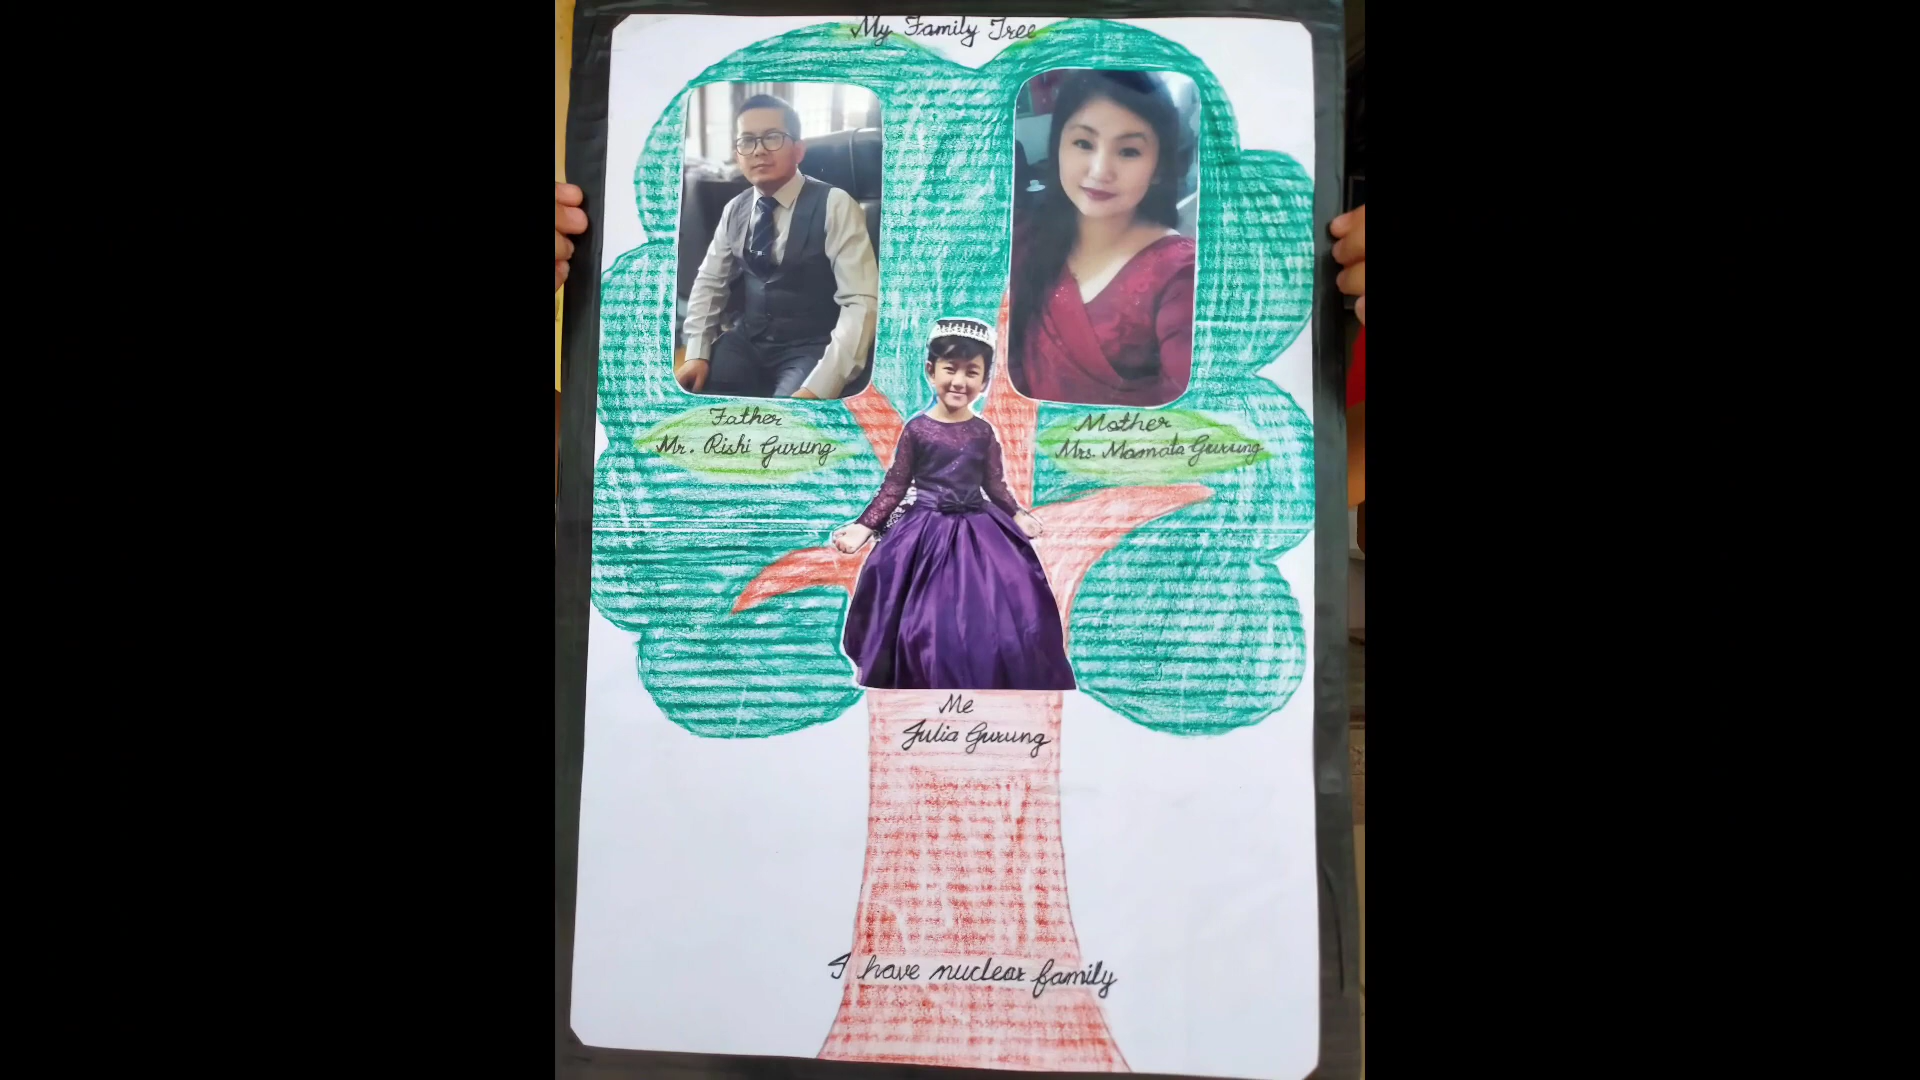 My Family Tree
Father
Mr. Rishi Gurung
Mother
Mrs. Mamata Gurung
Me
Julia Gurung
I have nuclear family